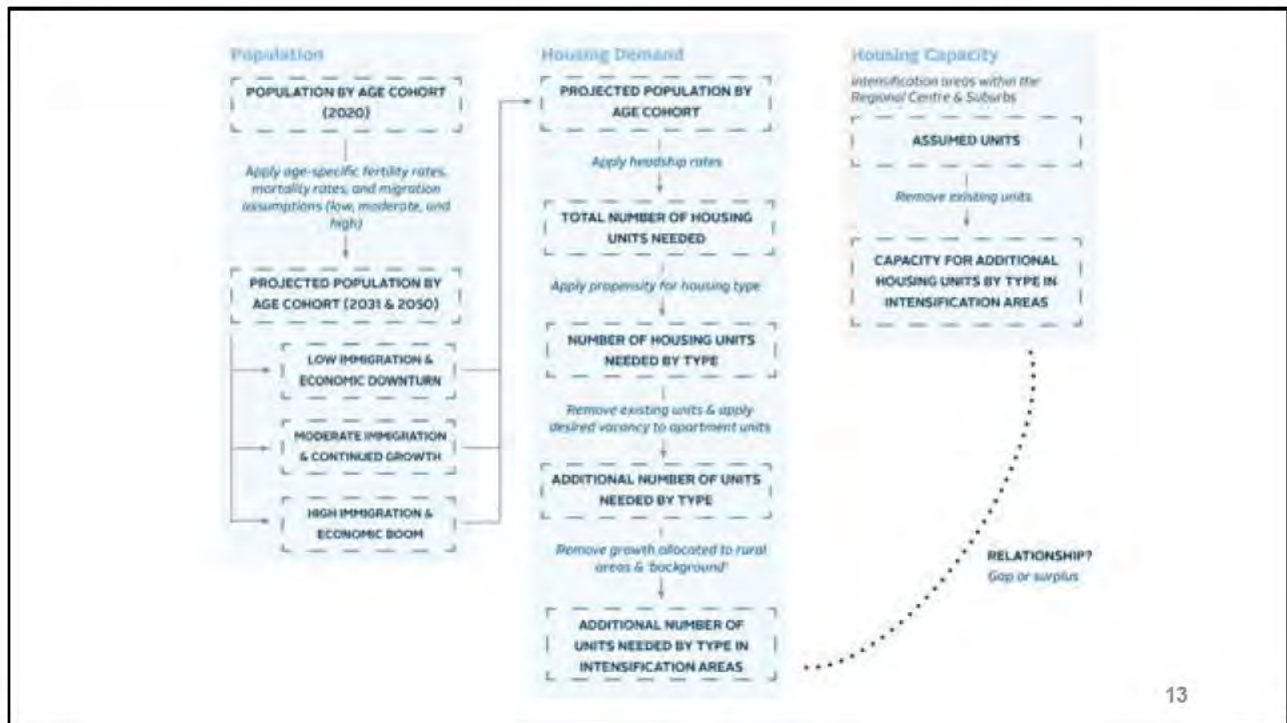 Population
POPULATION BY AGE COHORT
(2020)
Apply age-specific fertility rates,
mortality rates, and migration
assumptions (low, moderate, and
high)
PROJECTED POPULATION BY
AGE COHORT (2031 & 2050)
LOW IMMIGRATION &
ECONOMIC DOWNTURN
MODERATE IMMIGRATION
& CONTINUED GROWTH
HIGH IMMIGRATION &
ECONOMIC BOOM
Housing Demand
PROJECTED POPULATION BY
AGE COHORT
Apply headship rates
TOTAL NUMBER OF HOUSING
UNITS NEEDED
Apply propensity for housing type
NUMBER OF HOUSING UNITS
NEEDED BY TYPE
Remove existing units & apply
desired vacancy to apartment units
ADDITIONAL NUMBER OF UNITS
NEEDED BY TYPE
Remove growth allocated to rural
areas & 'background'
ADDITIONAL NUMBER OF
UNITS NEEDED BY TYPE IN
INTENSIFICATION AREAS
Housing Capacity
Intensification areas within the
Regional Centre & Suburbs
ASSUMED UNITS
Remove existing units
CAPACITY FOR ADDITIONAL
HOUSING UNITS BY TYPE IN
INTENSIFICATION AREAS
RELATIONSHIP?
Gap or surplus
13